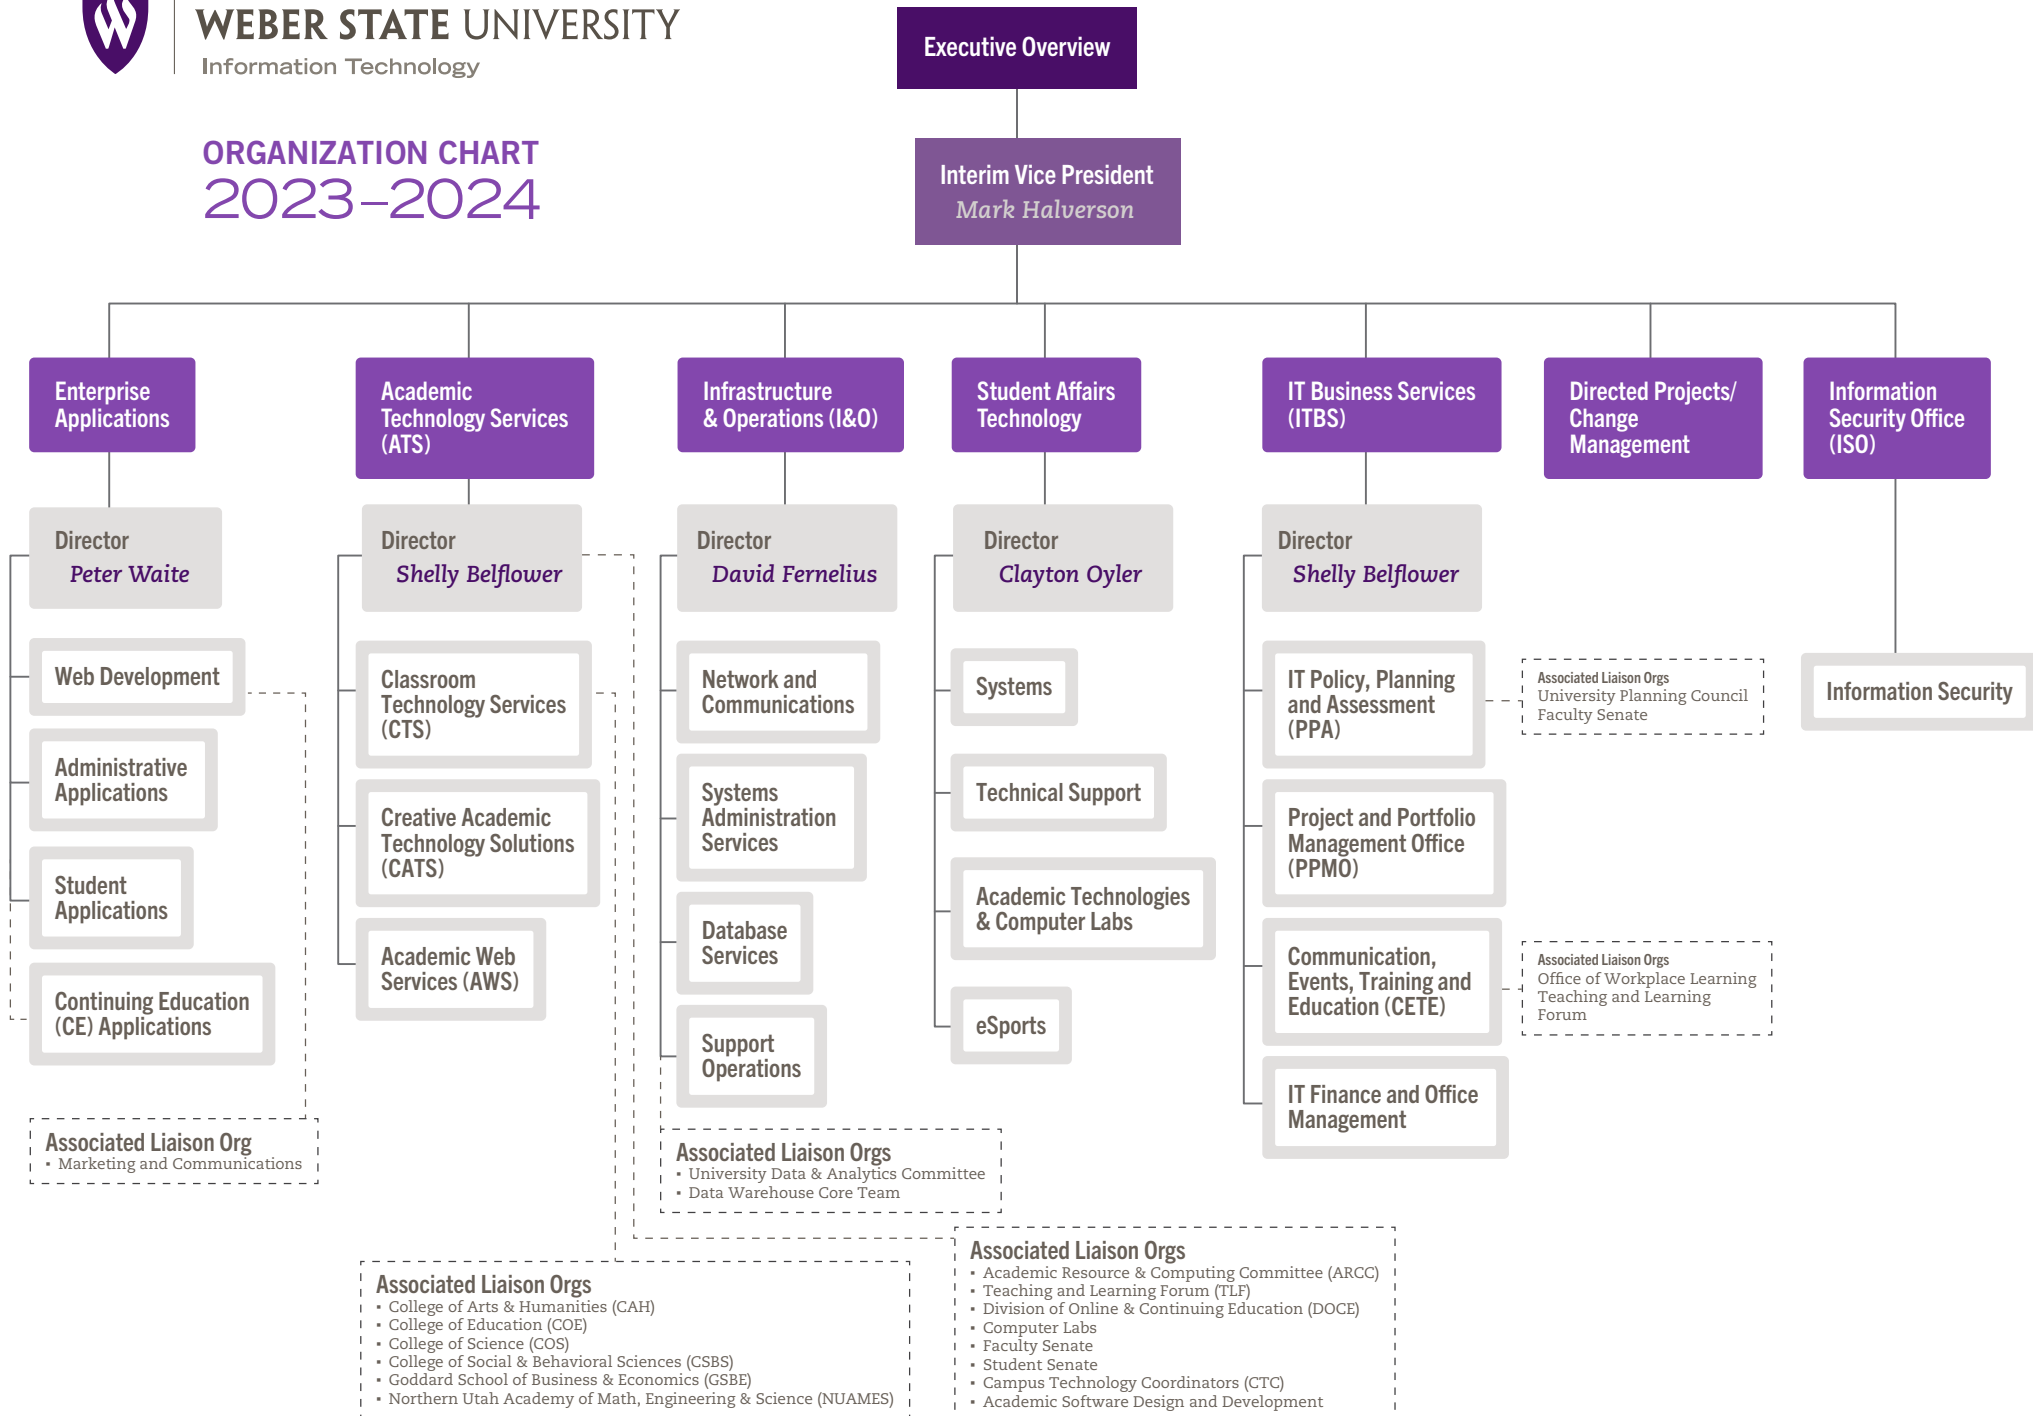 WEBER STATE UNIVERSITY
Information Technology
ORGANIZATION CHART
2023–2024
Executive Overview
Interim Vice President
Mark Halverson
Enterprise
Applications
Director
Peter Waite
Web Development
Administrative
Applications
Student
Applications
Continuing Education
(CE) Applications
Associated Liaison Org
▪ Marketing and Communications
Academic
Technology Services
(ATS)
Director
Shelly Belflower
Classroom
Technology Services
(CTS)
Creative Academic
Technology Solutions
(CATS)
Academic Web
Services (AWS)
Associated Liaison Orgs
▪ College of Arts & Humanities (CAH)
▪ College of Education (COE)
▪ College of Science (COS)
▪ College of Social & Behavioral Sciences (CSBS)
▪ Goddard School of Business & Economics (GSBE)
▪ Northern Utah Academy of Math, Engineering & Science (NUAMES)
Infrastructure
& Operations (I&O)
Director
David Fernelius
Network and
Communications
Systems
Administration
Services
Database
Services
Support
Operations
Associated Liaison Orgs
▪ University Data & Analytics Committee
▪ Data Warehouse Core Team
Student Affairs
Technology
Director
Clayton Oyler
Systems
Technical Support
Academic Technologies
& Computer Labs
eSports
Associated Liaison Orgs
▪ Academic Resource & Computing Committee (ARCC)
▪ Teaching and Learning Forum (TLF)
▪ Division of Online & Continuing Education (DOCE)
▪ Computer Labs
▪ Faculty Senate
▪ Student Senate
▪ Campus Technology Coordinators (CTC)
▪ Academic Software Design and Development
IT Business Services
(ITBS)
Director
Shelly Belflower
IT Policy, Planning
and Assessment
(PPA)
Associated Liaison Orgs
University Planning Council
Faculty Senate
Project and Portfolio
Management Office
(PPMO)
Communication,
Events, Training and
Education (CETE)
Associated Liaison Orgs
Office of Workplace Learning
Teaching and Learning
Forum
IT Finance and Office
Management
Directed Projects/
Change
Management
Information
Security Office
(ISO)
Information Security